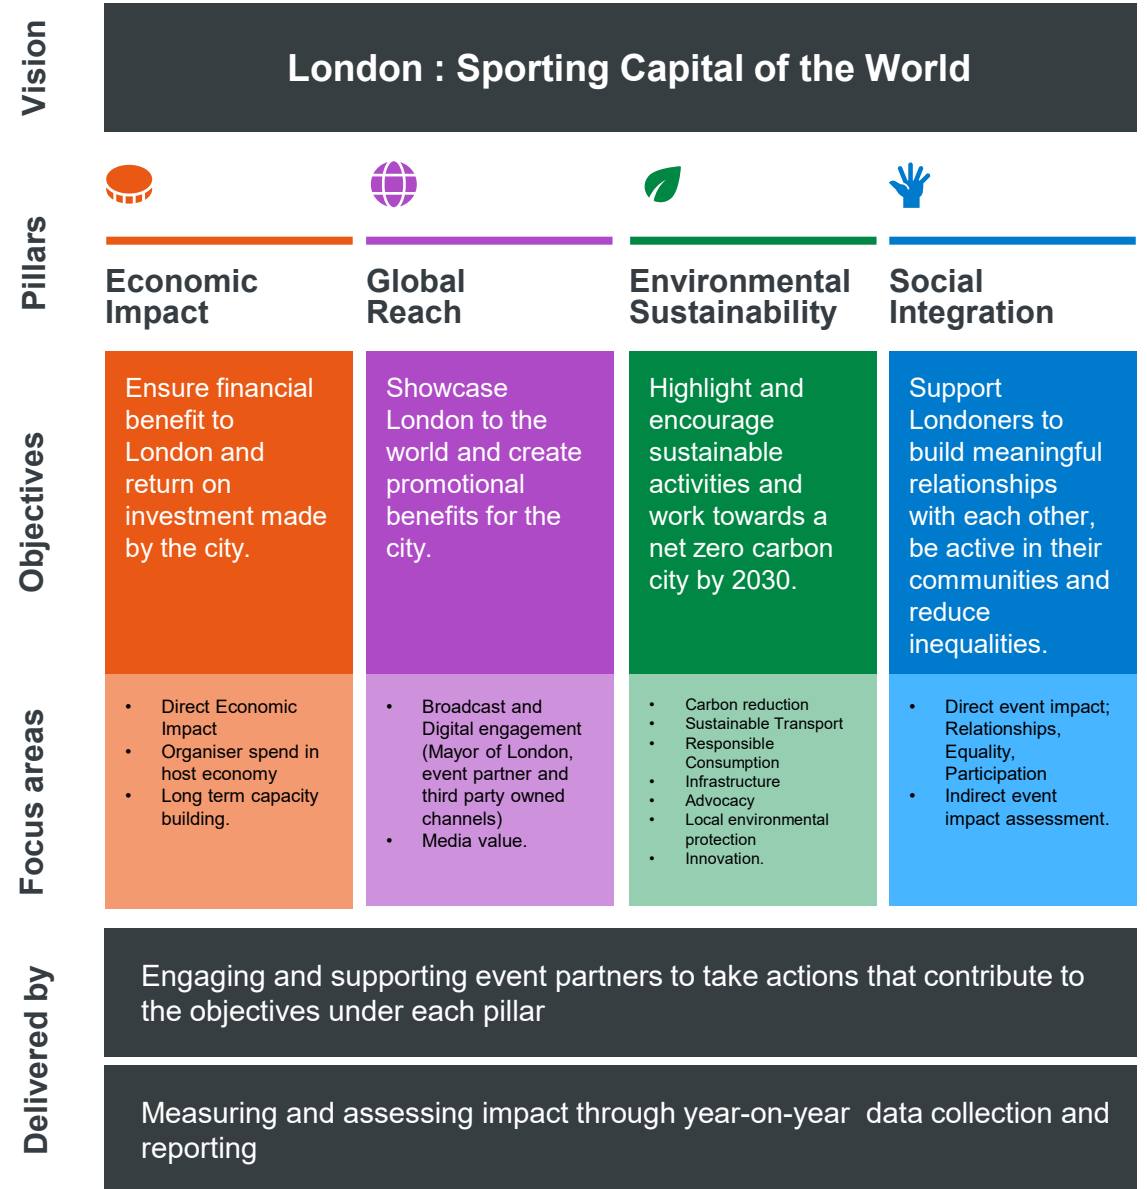 Vision
London : Sporting Capital of the World
Pillars
Economic
Impact
Global
Reach
Environmental
Sustainability
Social
Integration
Objectives
Ensure financial
benefit to
London and
return on
investment made
by the city.
Showcase
London to the
world and create
promotional
benefits for the
city.
Highlight and
encourage
sustainable
activities and
work towards a
net zero carbon
city by 2030.
Support
Londoners to
build meaningful
relationships
with each other,
be active in their
communities and
reduce
inequalities.
Focus areas
• Direct Economic
Impact
• Organiser spend in
host economy
• Long term capacity
building.
• Broadcast and
Digital engagement
(Mayor of London,
event partner and
third party owned
channels)
• Media value.
• Carbon reduction
• Sustainable Transport
• Responsible
Consumption
• Infrastructure
• Advocacy
• Local environmental
protection
• Innovation.
• Direct event impact;
Relationships,
Equality,
Participation
• Indirect event
impact assessment.
Delivered by
Engaging and supporting event partners to take actions that contribute to
the objectives under each pillar
Measuring and assessing impact through year-on-year  data collection and
reporting